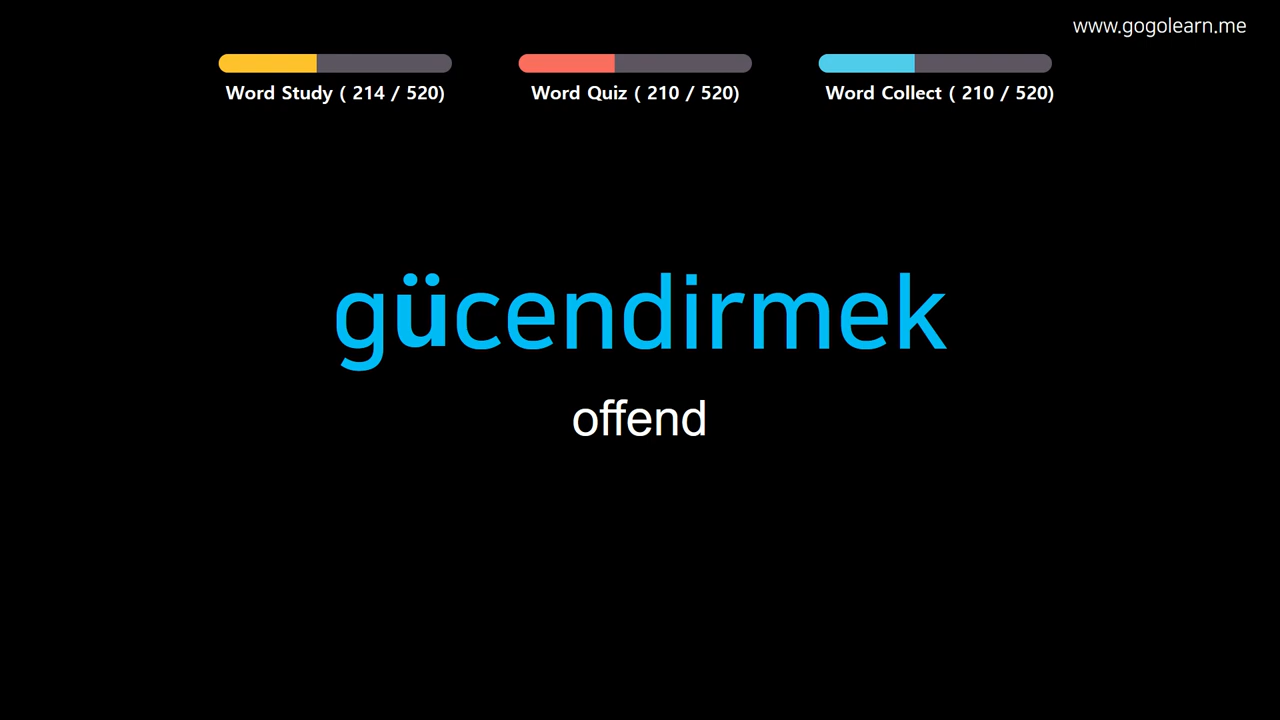 www.gogolearn.me
Word Study ( 214 / 520)
Word Quiz ( 210 / 520)
Word Collect ( 210 / 520)
gücendirmek
offend